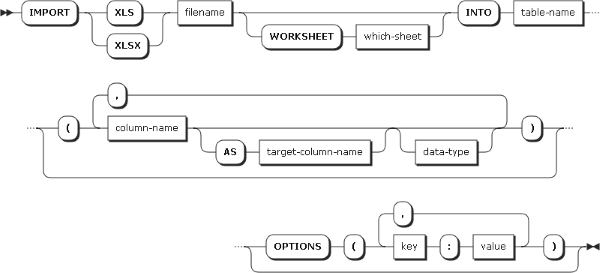 IMPORT XLS filename INTO table-name
XLSX WORKSHEET which-sheet
,
( column-name )
AS target-column-name data-type
,
OPTIONS ( key : value )